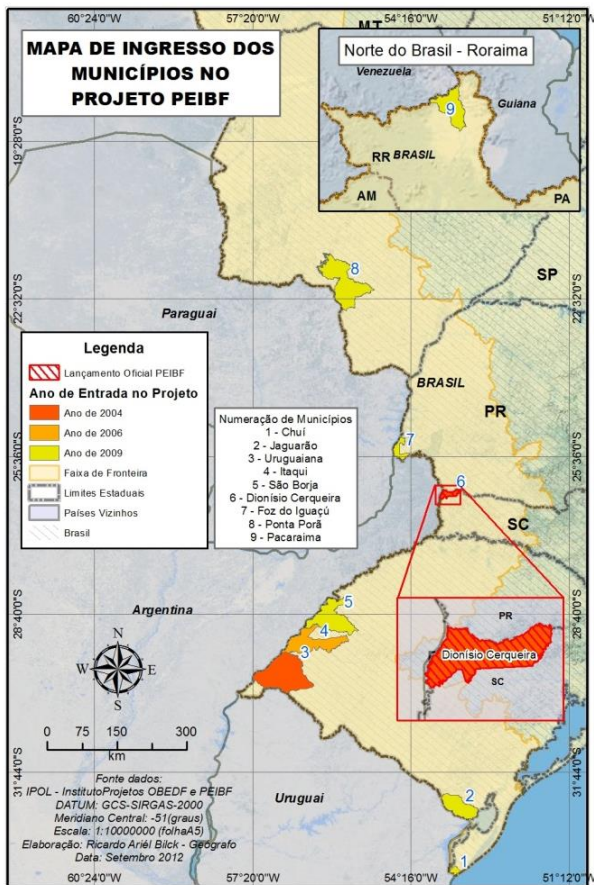 60°24'0"W
57°20'0"W
54°16'0"W
51°12'0"W
MAPA DE INGRESSO DOS
MUNICÍPIOS NO
PROJETO PEIBF
MT
Norte do Brasil - Roraima
Venezuela
Guiana
9
RR
BRASIL
AM
PA
19°28'0"S
19°28'0"S
8
SP
22°32'0"S
22°32'0"S
Paraguai
BRASIL
PR
Legenda
Lançamento Oficial PEIBF
Ano de Entrada no Projeto
Ano de 2004
Ano de 2006
Ano de 2009
Faixa de Fronteira
Limites Estaduais
Países Vizinhos
Brasil
Numeração de Municípios
1 - Chuí
2 - Jaguarão
3 - Uruguaiana
4 - Itaqui
5 - São Borja
6 - Dionísio Cerqueira
7 - Foz do Iguaçú
8 - Ponta Porã
9 - Pacaraima
7
25°36'0"S
25°36'0"S
6
SC
Argentina
5
4
3
28°40'0"S
28°40'0"S
PR
Dionísio Cerqueira
SC
N
W
E
S
0 75 150 300
km
31°44'0"S
31°44'0"S
Fonte dados:
IPOL - InstitutoProjetos OBEDF e PEIBF
DATUM: GCS-SIRGAS-2000
Meridiano Central: -51(graus)
Escala: 1:10000000 (folhaA5)
Elaboração: Ricardo Ariél Bilck - Geógrafo
Data: Setembro 2012
Uruguai
2
1
60°24'0"W
57°20'0"W
54°16'0"W
51°12'0"W